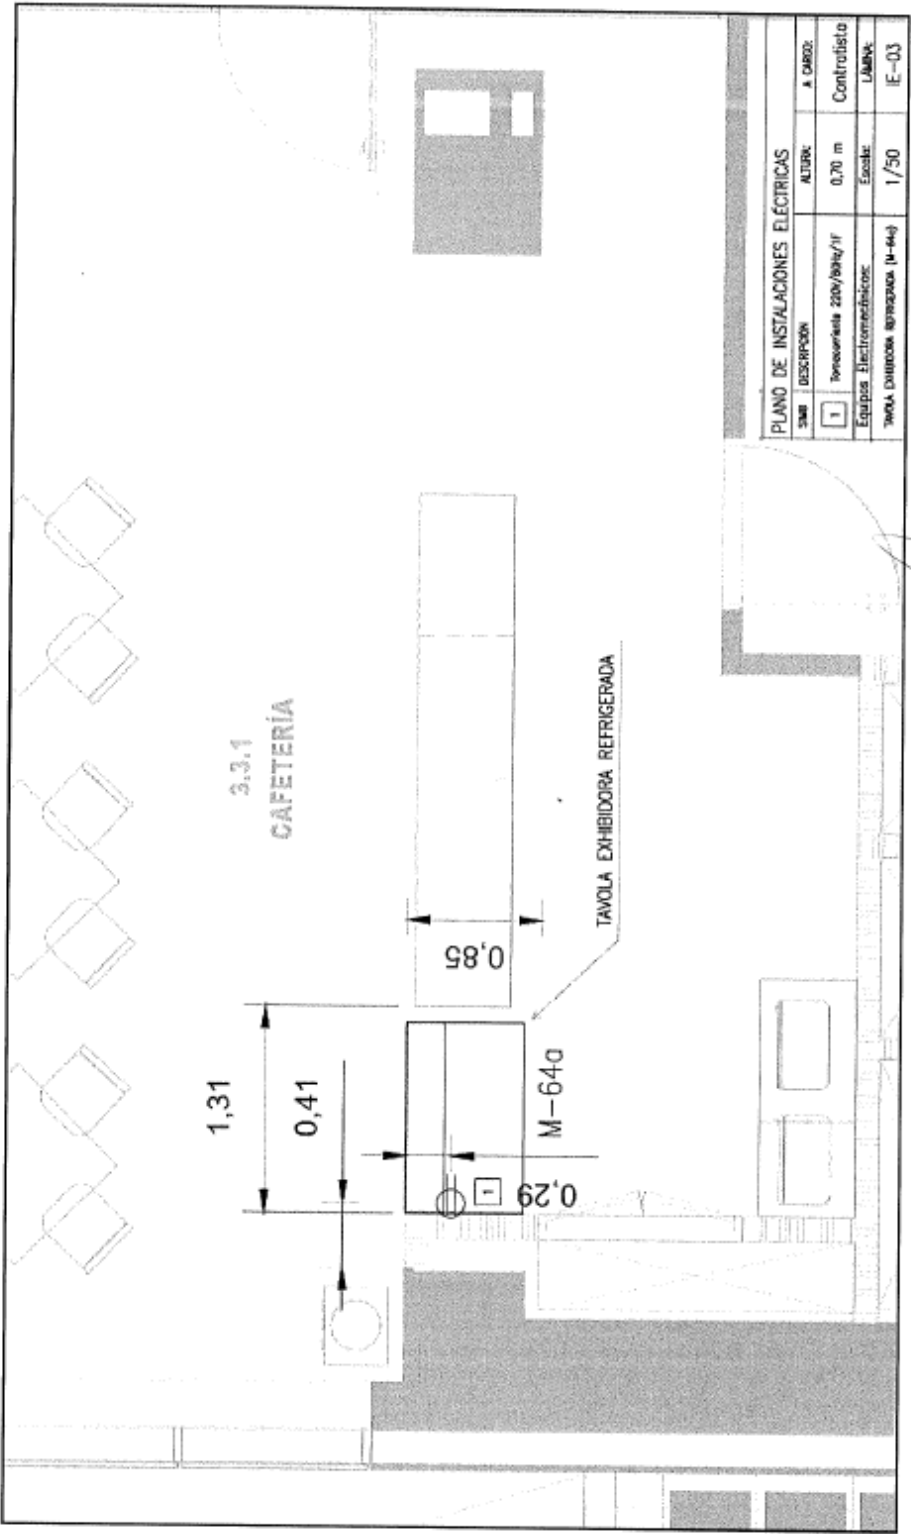 3.3.1
CAFETERÍA
1,31
0,41
0,85
0,29
1
M-64a
TAVOLA EXHIBIDORA REFRIGERADA
PLANO DE INSTALACIONES ELÉCTRICAS
SIMB DESCRIPCION ALTURA: A CARGO:
1 Tomacorriente 220V/60Hz/1F 0,70 m Contratista
Equipos Electromecánicos: Escala: LÁMINA:
TAVOLA EXHIBIDORA REFRIGERADA (M-64a) 1/50 IE-03